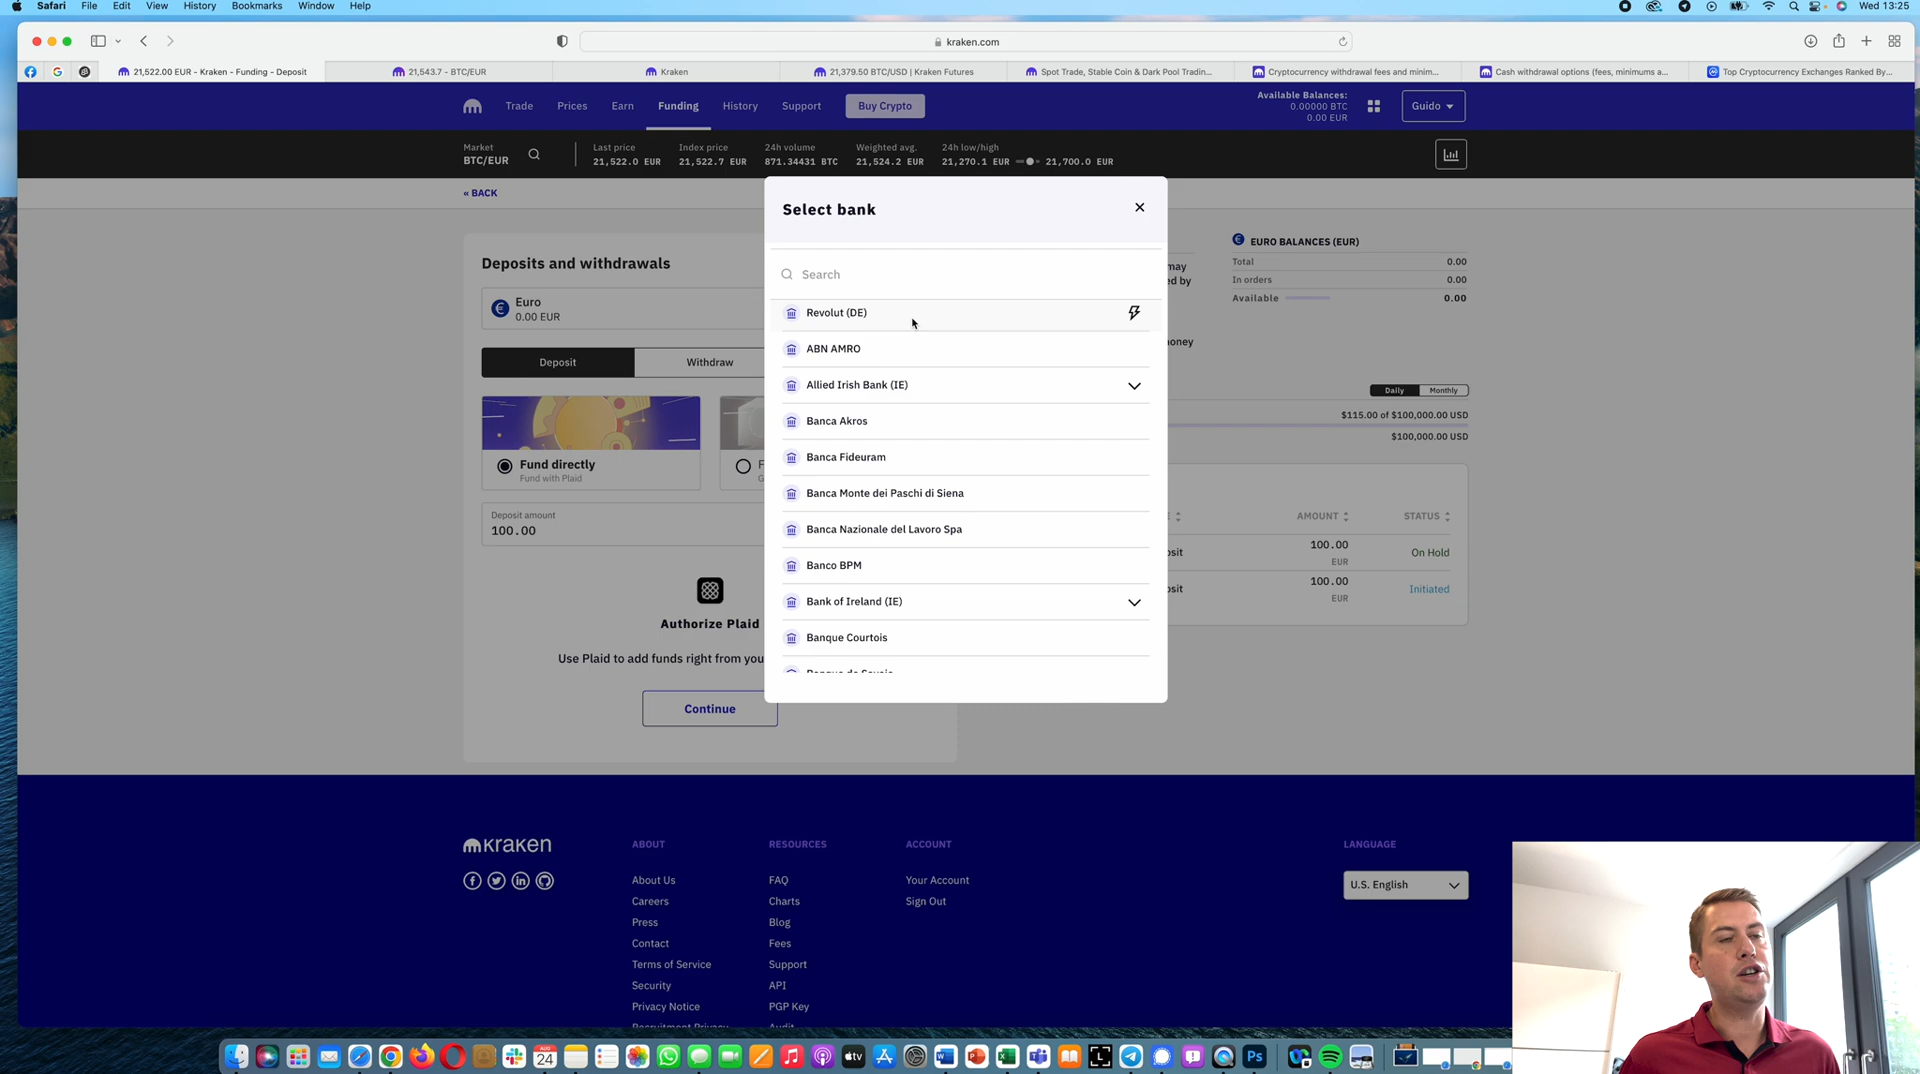 Safari File Edit View History Bookmarks Window Help Wed 13:25
kraken.com
21,522.00 EUR - Kraken - Funding - Deposit 21,543.7 - BTC/EUR Kraken 21,379.50 BTC/USD | Kraken Futures Spot Trade, Stable Coin & Dark Pool Tradin... Cryptocurrency withdrawal fees and minim... Cash withdrawal options (fees, minimums a... Top Cryptocurrency Exchanges Ranked By...
Trade Prices Earn Funding History Support Buy Crypto
Available Balances:
0.00000 BTC
0.00 EUR
Guido
Market Last price Index price 24h volume Weighted avg. 24h low/high
BTC/EUR 21,522.0 EUR 21,522.7 EUR 871.34431 BTC 21,524.2 EUR 21,270.1 EUR 21,700.0 EUR
« BACK
Deposits and withdrawals
Euro
0.00 EUR
Deposit Withdraw
Fund directly
Fund with Plaid
Deposit amount
100.00
Authorize Plaid
Use Plaid to add funds right from you
Continue
Select bank
Search
Revolut (DE)
ABN AMRO
Allied Irish Bank (IE)
Banca Akros
Banca Fideuram
Banca Monte dei Paschi di Siena
Banca Nazionale del Lavoro Spa
Banco BPM
Bank of Ireland (IE)
Banque Courtois
may
ed by
noney
EURO BALANCES (EUR)
Total 0.00
In orders 0.00
Available 0.00
Daily Monthly
$115.00 of $100,000.00 USD
$100,000.00 USD
AMOUNT STATUS
sit 100.00 On Hold
EUR
sit 100.00 Initiated
EUR
kraken
ABOUT
About Us
Careers
Press
Contact
Terms of Service
Security
Privacy Notice
Recruitment Privacy
RESOURCES
FAQ
Charts
Blog
Fees
Support
API
PGP Key
Audit
ACCOUNT
Your Account
Sign Out
LANGUAGE
U.S. English
AUG
24
tv
L
Ps